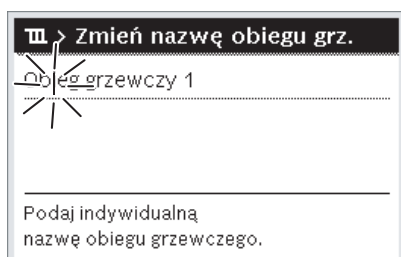 > Zmień nazwę obiegu grz.
Obieg grzewczy 1
Podaj indywidualną
nazwę obiegu grzewczego.